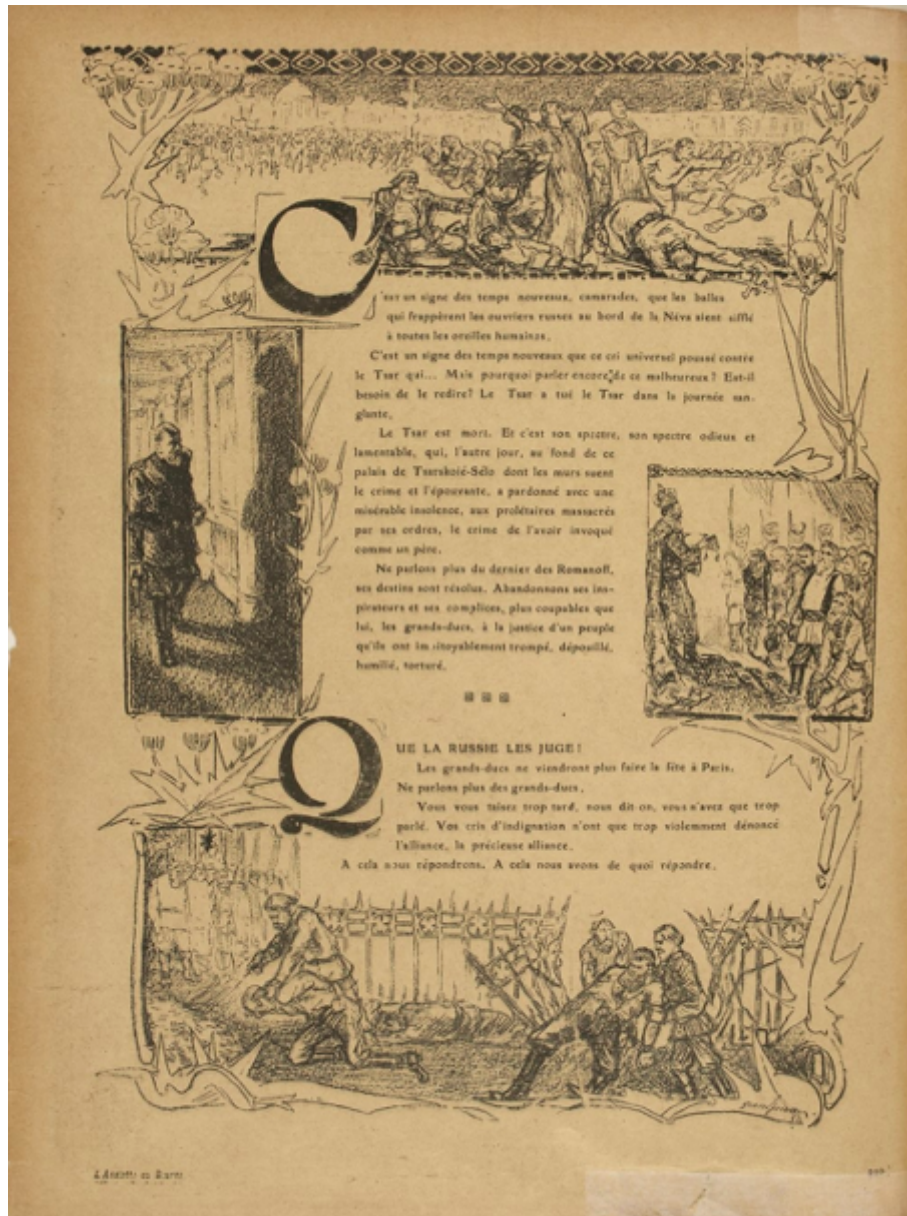 C'est un signe des temps nouveaux, camarades, que les balles
qui frappèrent les ouvriers russes au bord de la Néva aient sifflé
à toutes les oreilles humaines.
C'est un signe des temps nouveaux que ce cri universel poussé contre
le Tsar qui... Mais pourquoi parler encore de ce malheureux? Est-il
besoin de le redire? Le Tsar a tué le Tsar dans la journée san-
glante.
Le Tsar est mort. Et c'est son spectre, son spectre odieux et
lamentable, qui, l'autre jour, au fond de ce
palais de Tsarskoié-Sélo dont les murs suent
le crime et l'épouvante, a pardonné avec une
misérable insolence, aux prolétaires massacrés
par ses ordres, le crime de l'avoir invoqué
comme un père.
Ne parlons plus du dernier des Romanoff,
ses destins sont résolus. Abandonnons ses ins-
pirateurs et ses complices, plus coupables que
lui, les grands-ducs, à la justice d'un peuple
qu'ils ont impitoyablement trompé, dépouillé,
humilié, torturé.
QUE LA RUSSIE LES JUGE!
Les grands-ducs ne viendront plus faire la fête à Paris.
Ne parlons plus des grands-ducs.
Vous vous taisez trop tard, nous dit-on, vous n'avez que trop
parlé. Vos cris d'indignation n'ont que trop violemment dénoncé
l'alliance, la précieuse alliance.
A cela nous répondrons. A cela nous avons de quoi répondre.
L'Assiette au Beurre